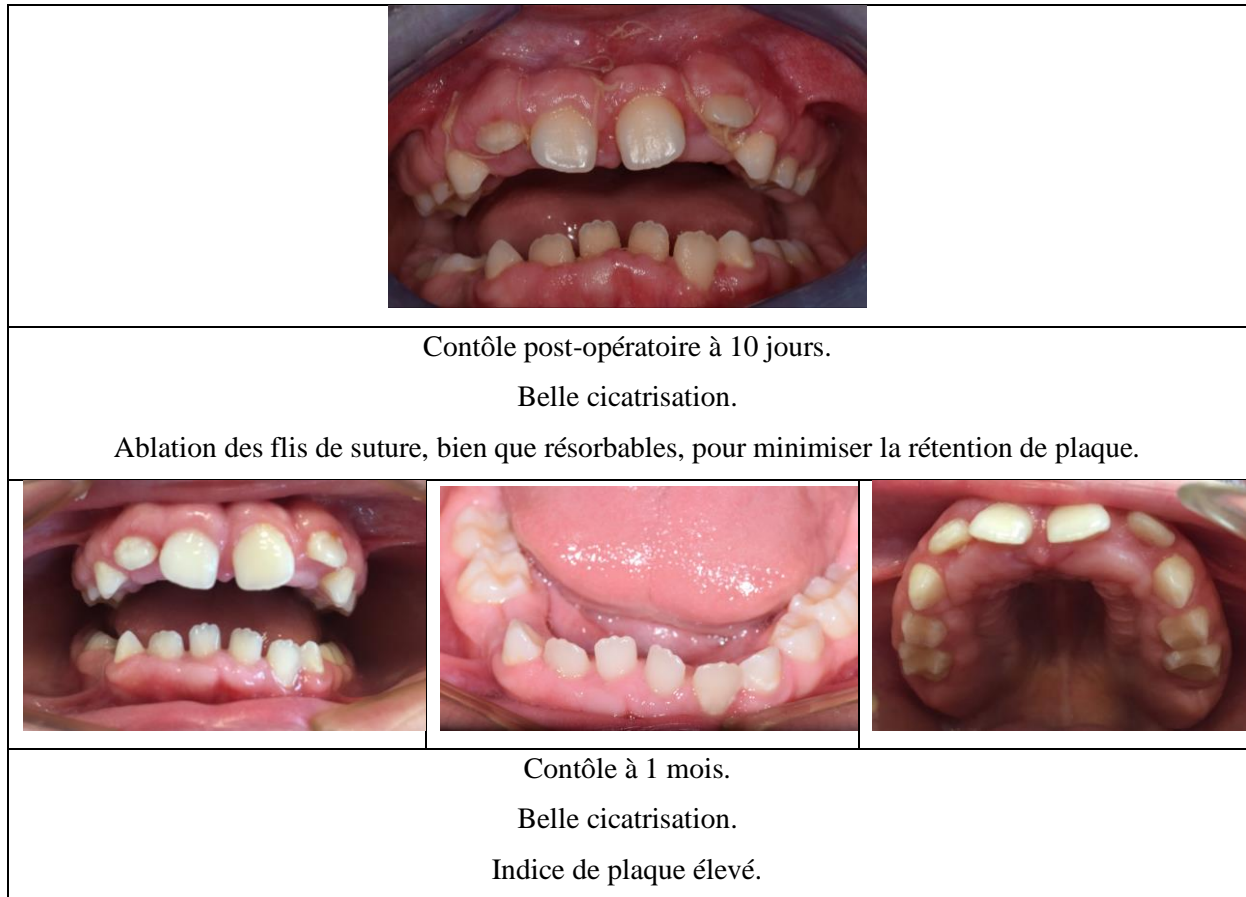 Contôle post-opératoire à 10 jours.
Belle cicatrisation.
Ablation des flis de suture, bien que résorbables, pour minimiser la rétention de plaque.
Contôle à 1 mois.
Belle cicatrisation.
Indice de plaque élevé.